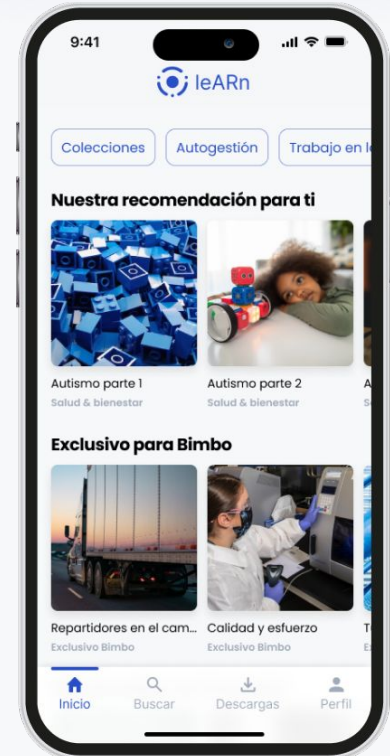 9:41
leARn
Colecciones
Autogestión
Trabajo en l
Nuestra recomendación para ti
Autismo parte 1
Autismo parte 2
A
Salud & bienestar
Salud & bienestar
S
Exclusivo para Bimbo
Repartidores en el cam...
Calidad y esfuerzo
T
Exclusivo Bimbo
Exclusivo Bimbo
E
Inicio
Buscar
Descargas
Perfil